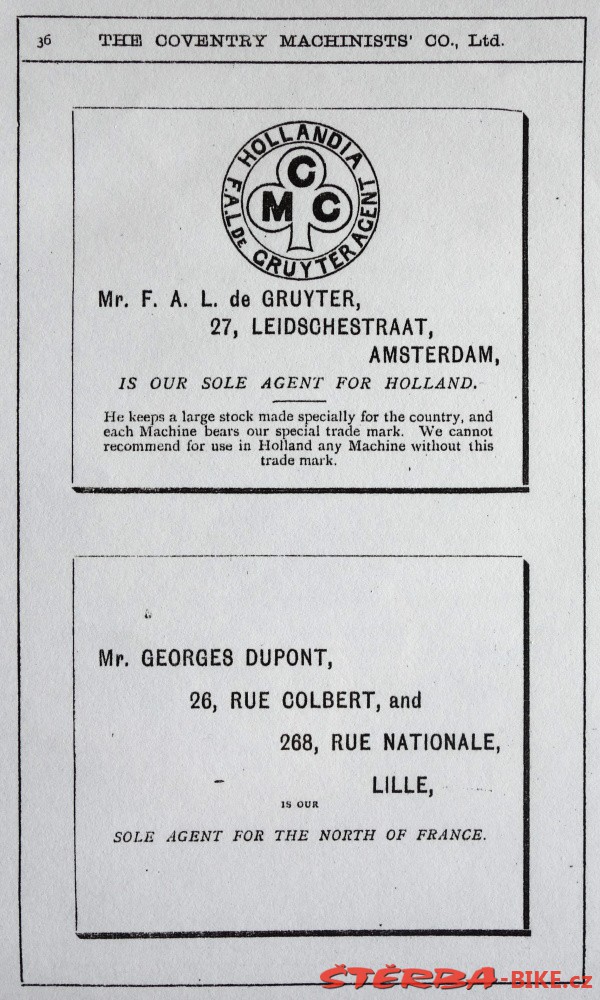 36 THE COVENTRY MACHINISTS' CO., Ltd.
HOLLANDIA
F.A.L. DE GRUYTER AGENT
C
M C
Mr. F. A. L. de GRUYTER,
27, LEIDSCHESTRAAT,
AMSTERDAM,
IS OUR SOLE AGENT FOR HOLLAND.
He keeps a large stock made specially for the country, and
each Machine bears our special trade mark. We cannot
recommend for use in Holland any Machine without this
trade mark.
Mr. GEORGES DUPONT,
26, RUE COLBERT, and
268, RUE NATIONALE,
LILLE,
IS OUR
SOLE AGENT FOR THE NORTH OF FRANCE.
ŠTĚRBA-BIKE.cz